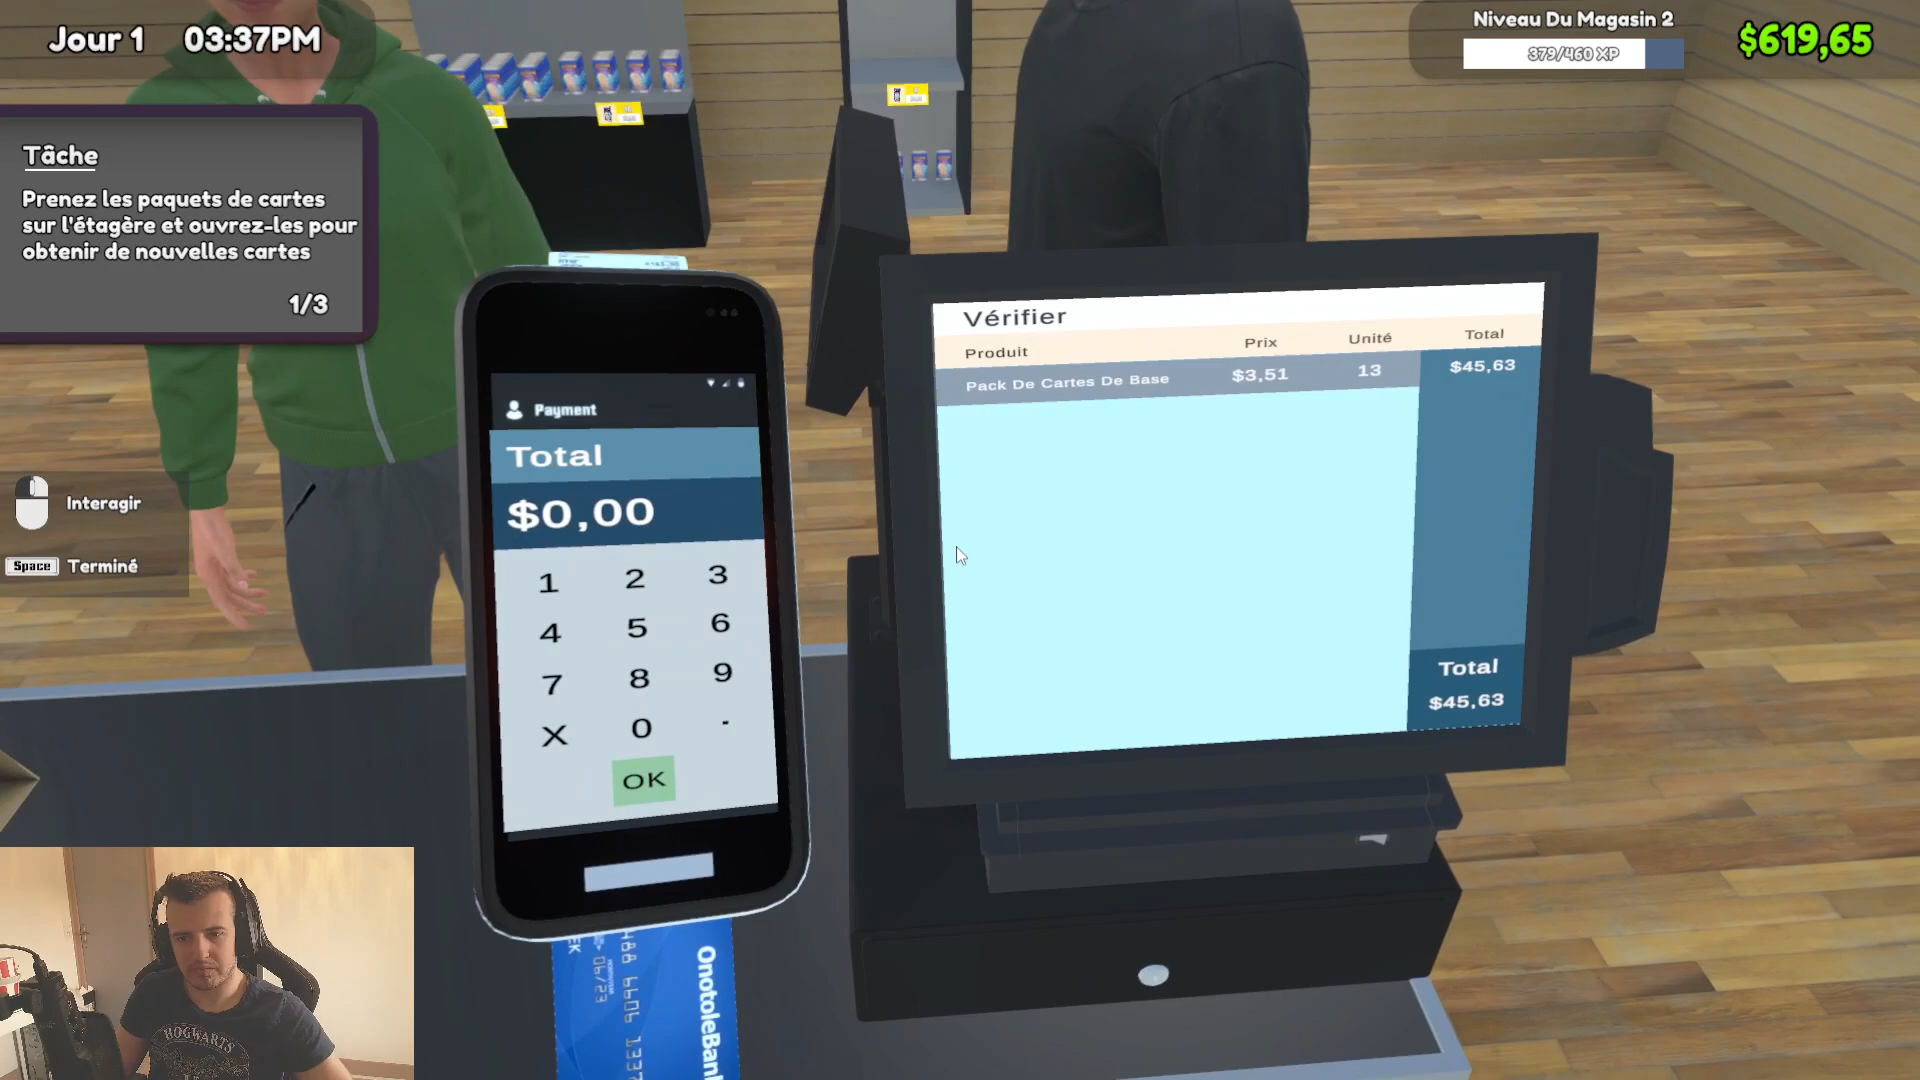 Jour 1 03:37PM
Niveau Du Magasin 2
379/460 XP
$619,65
Tâche
Prenez les paquets de cartes
sur l'étagère et ouvrez-les pour
obtenir de nouvelles cartes
1/3
Interagir
Space Terminé
Payment
Total
$0,00
1 2 3
4 5 6
7 8 9
X 0 .
OK
Vérifier
Produit Prix Unité Total
Pack De Cartes De Base $3,51 13 $45,63
Total
$45,63
OnotoleBank
06/23
HOGWARTS